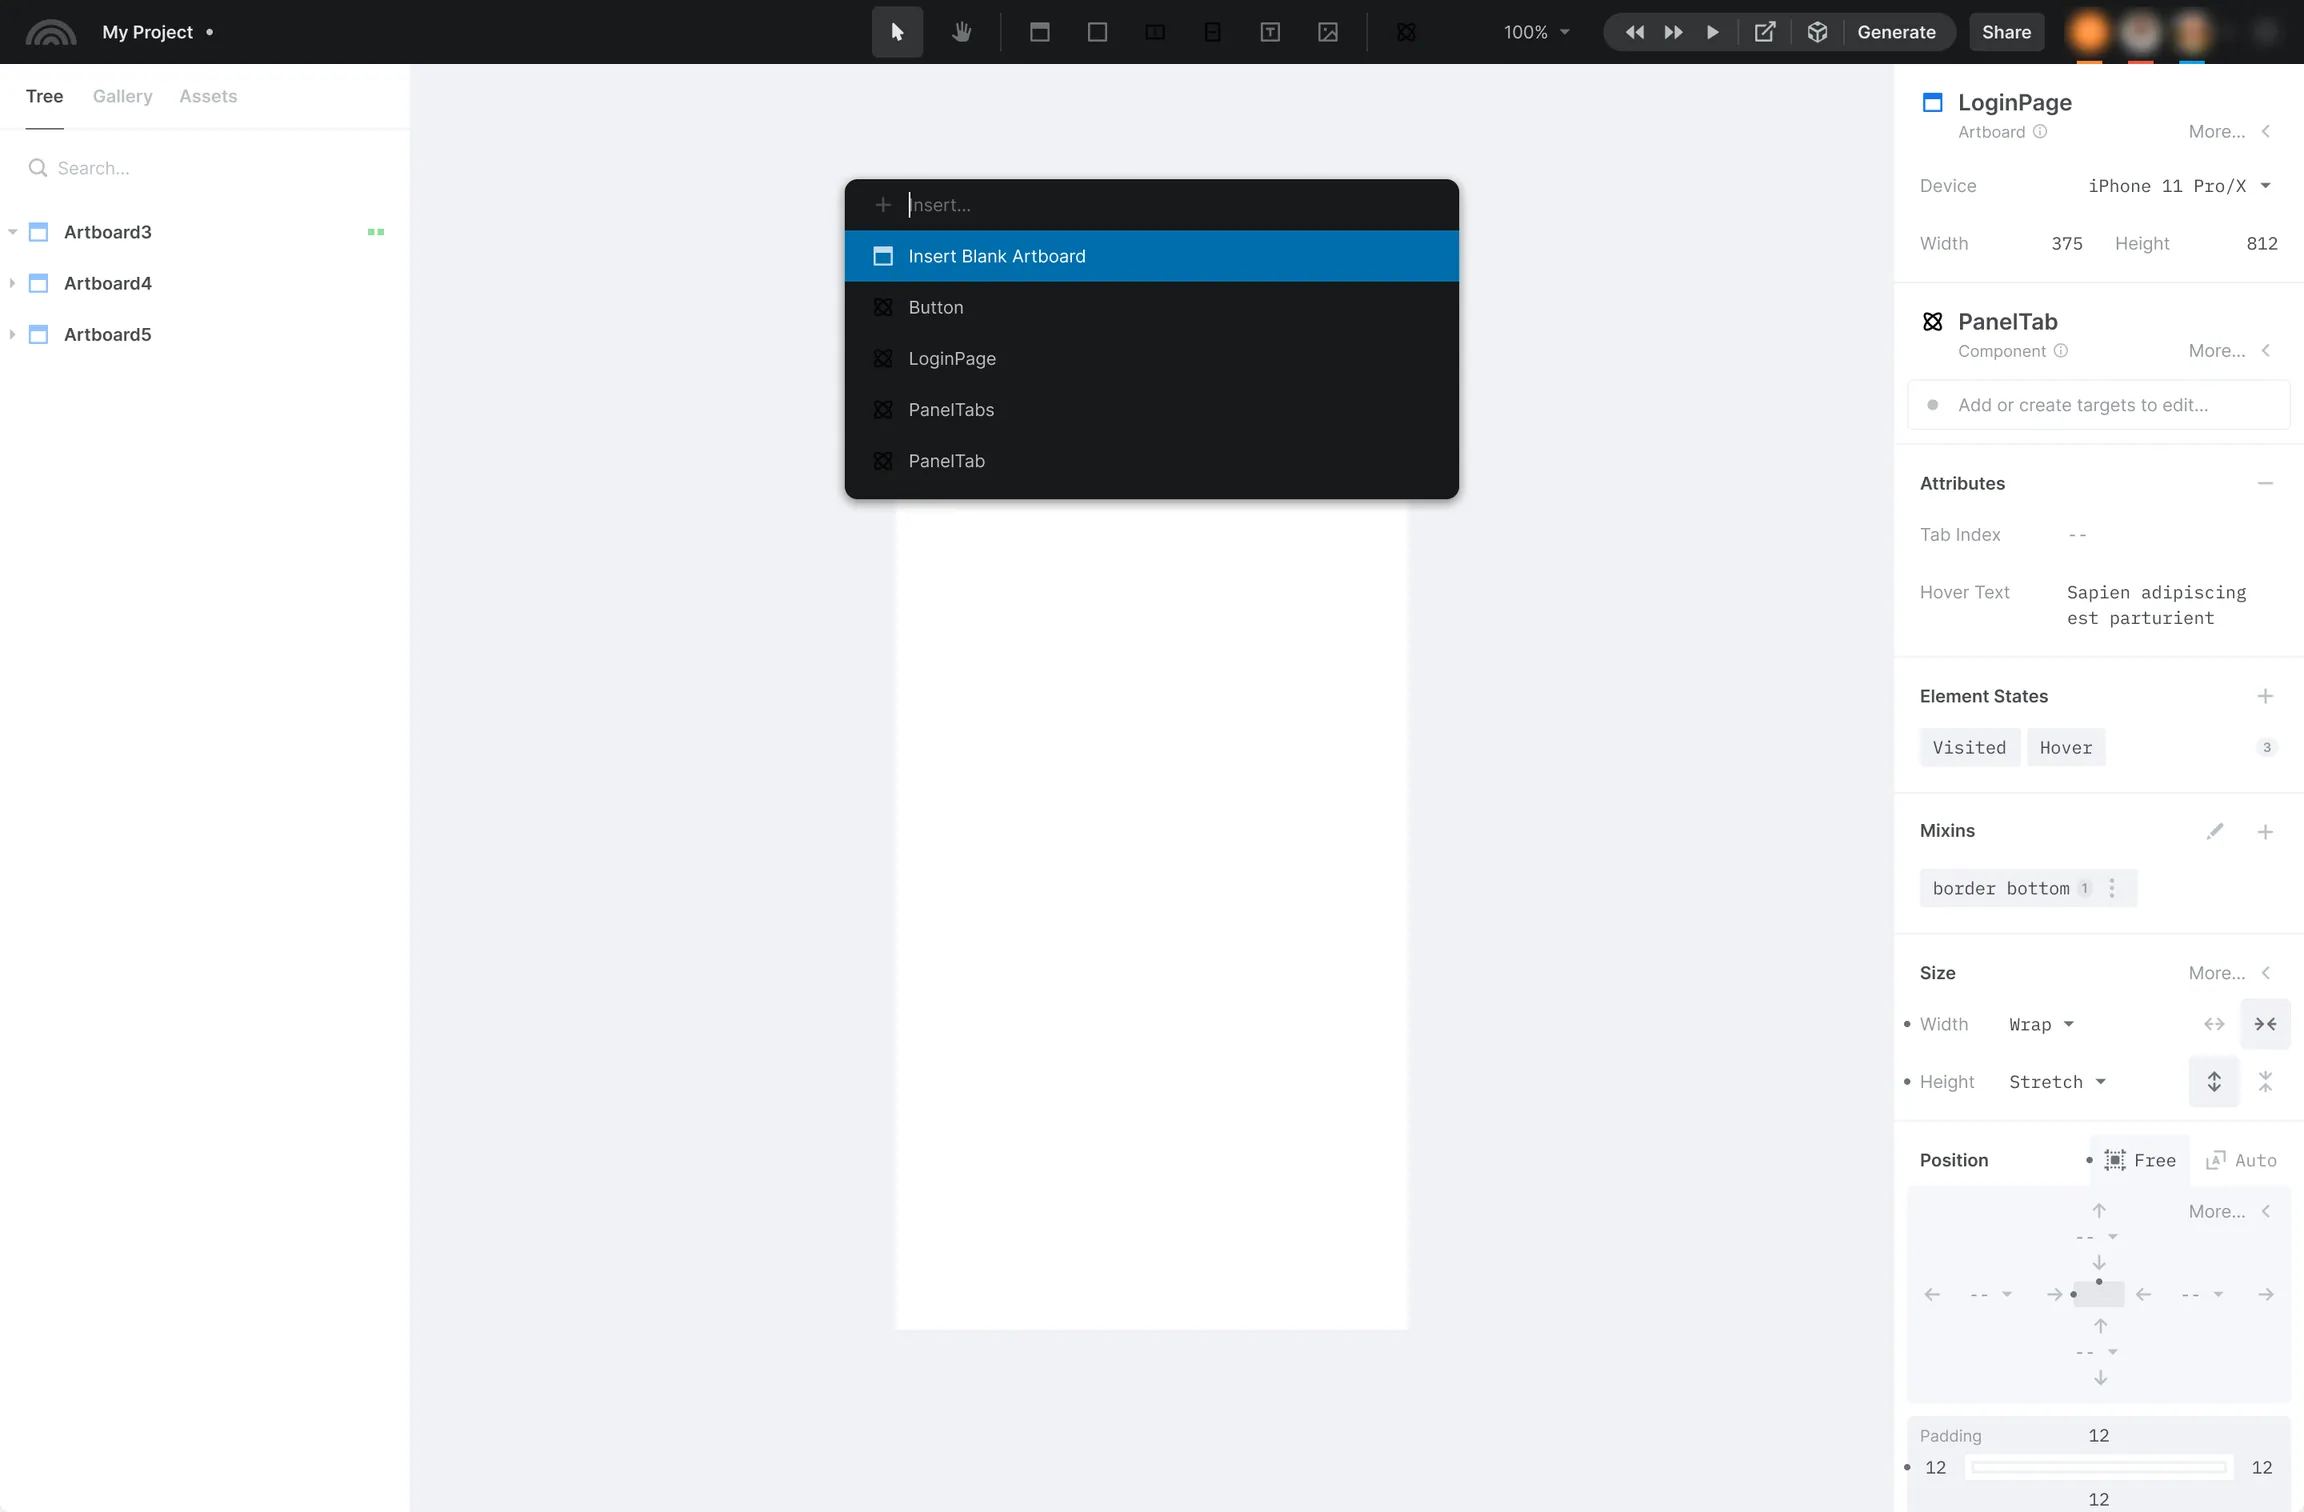 My Project
100%
Generate
Share
Tree Gallery Assets
Search...
Artboard3
Artboard4
Artboard5
Insert...
Insert Blank Artboard
Button
LoginPage
PanelTabs
PanelTab
LoginPage
Artboard More...
Device iPhone 11 Pro/X
Width 375 Height 812
PanelTab
Component More...
Add or create targets to edit...
Attributes
Tab Index --
Hover Text Sapien adipiscing
est parturient
Element States
Visited Hover 3
Mixins
border bottom 1
Size More...
Width Wrap
Height Stretch
Position Free Auto
More...
--
-- --
--
Padding 12
12 12
12